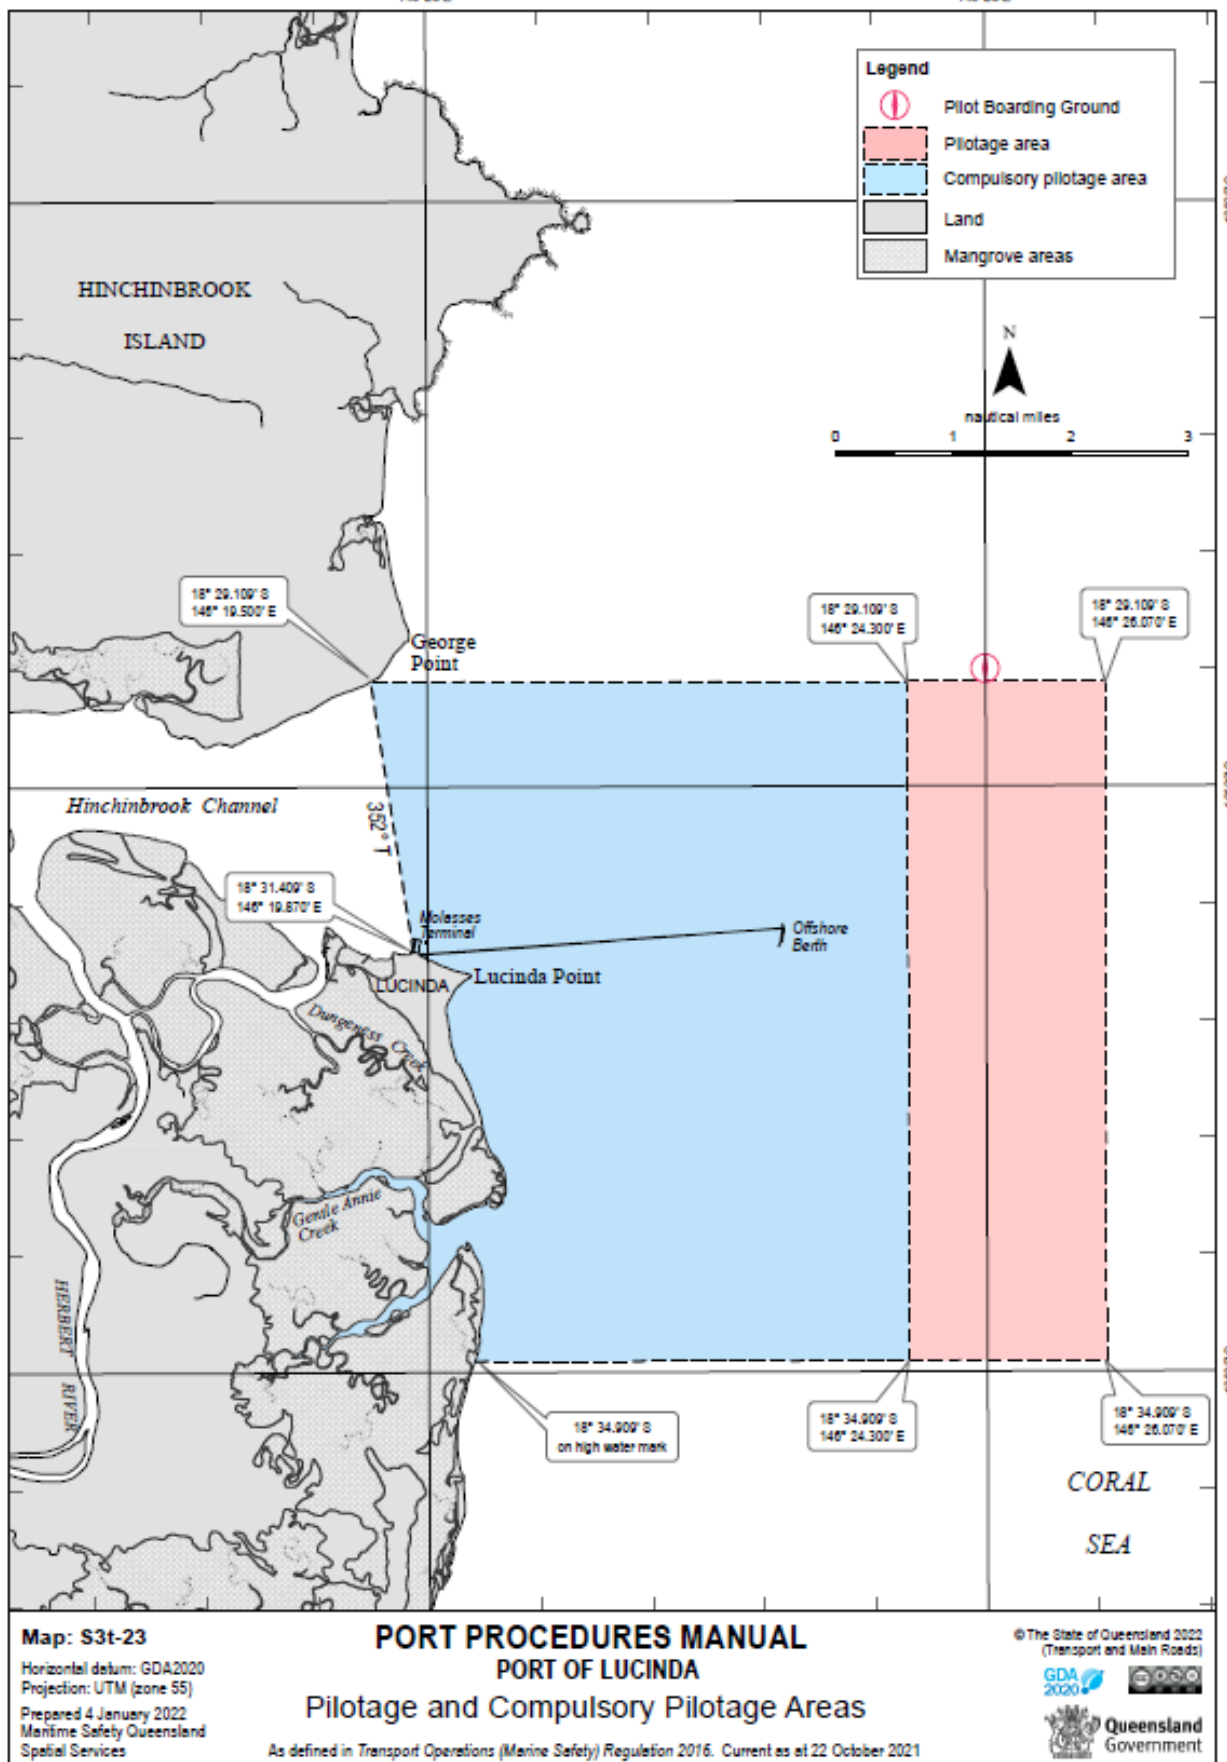 Legend
Pilot Boarding Ground
Pilotage area
Compulsory pilotage area
Land
Mangrove areas
HINCHINBROOK
ISLAND
N
nautical miles
0 1 2 3
18° 29.109' S
146° 19.500' E
18° 29.109' S
146° 24.300' E
18° 29.109' S
146° 26.070' E
George
Point
Hinchinbrook Channel
352° T
18° 31.409' S
146° 19.870' E
Molasses
Terminal
Offshore
Berth
LUCINDA
Lucinda Point
Dungeness Creek
Gentle Annie
Creek
HERBERT
RIVER
18° 34.909' S
on high water mark
18° 34.909' S
146° 24.300' E
18° 34.909' S
146° 26.070' E
CORAL
SEA
Map: S3t-23
Horizontal datum: GDA2020
Projection: UTM (zone 55)
Prepared 4 January 2022
Maritime Safety Queensland
Spatial Services
PORT PROCEDURES MANUAL
PORT OF LUCINDA
Pilotage and Compulsory Pilotage Areas
As defined in Transport Operations (Marine Safety) Regulation 2016. Current as at 22 October 2021
© The State of Queensland 2022
(Transport and Main Roads)
GDA
2020
Queensland
Government